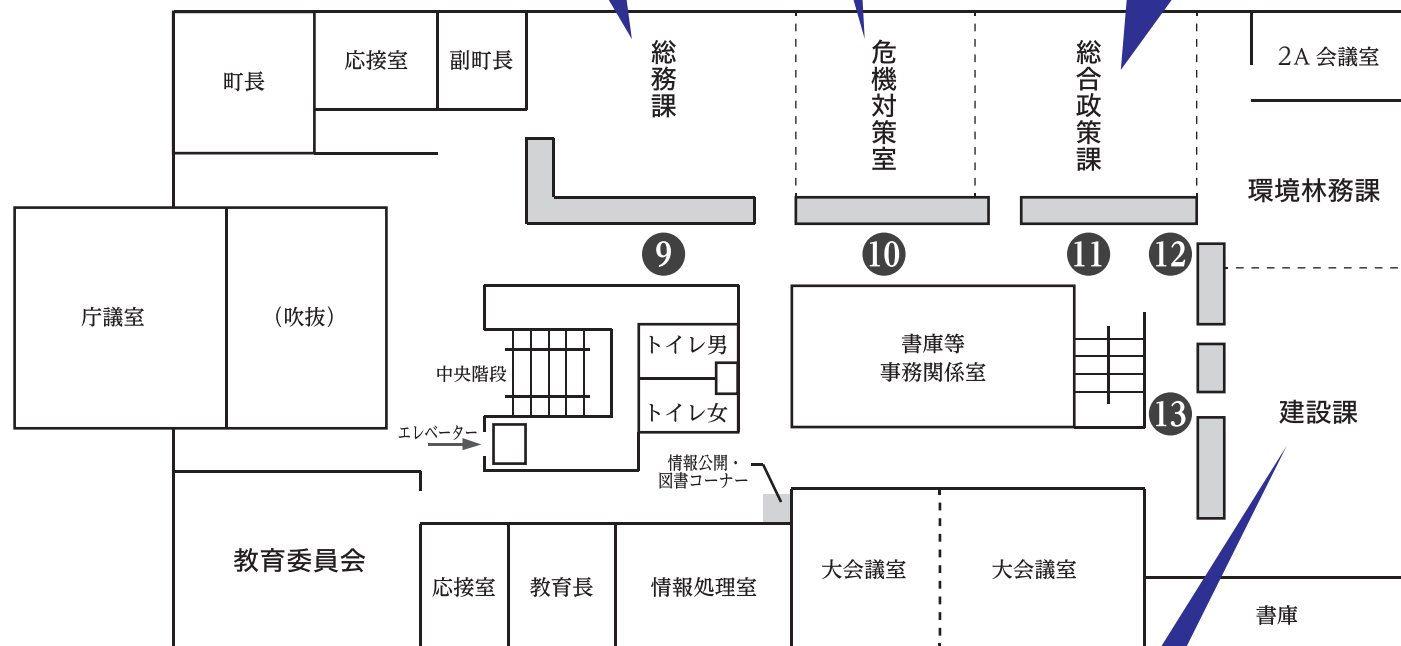 町長
応接室
副町長
総務課
危機対策室
総合政策課
2A 会議室
環境林務課
9
10
11
12
庁議室
（吹抜）
中央階段
トイレ男
トイレ女
エレベーター
書庫等
事務関係室
13
建設課
情報公開・
図書コーナー
教育委員会
応接室
教育長
情報処理室
大会議室
大会議室
書庫